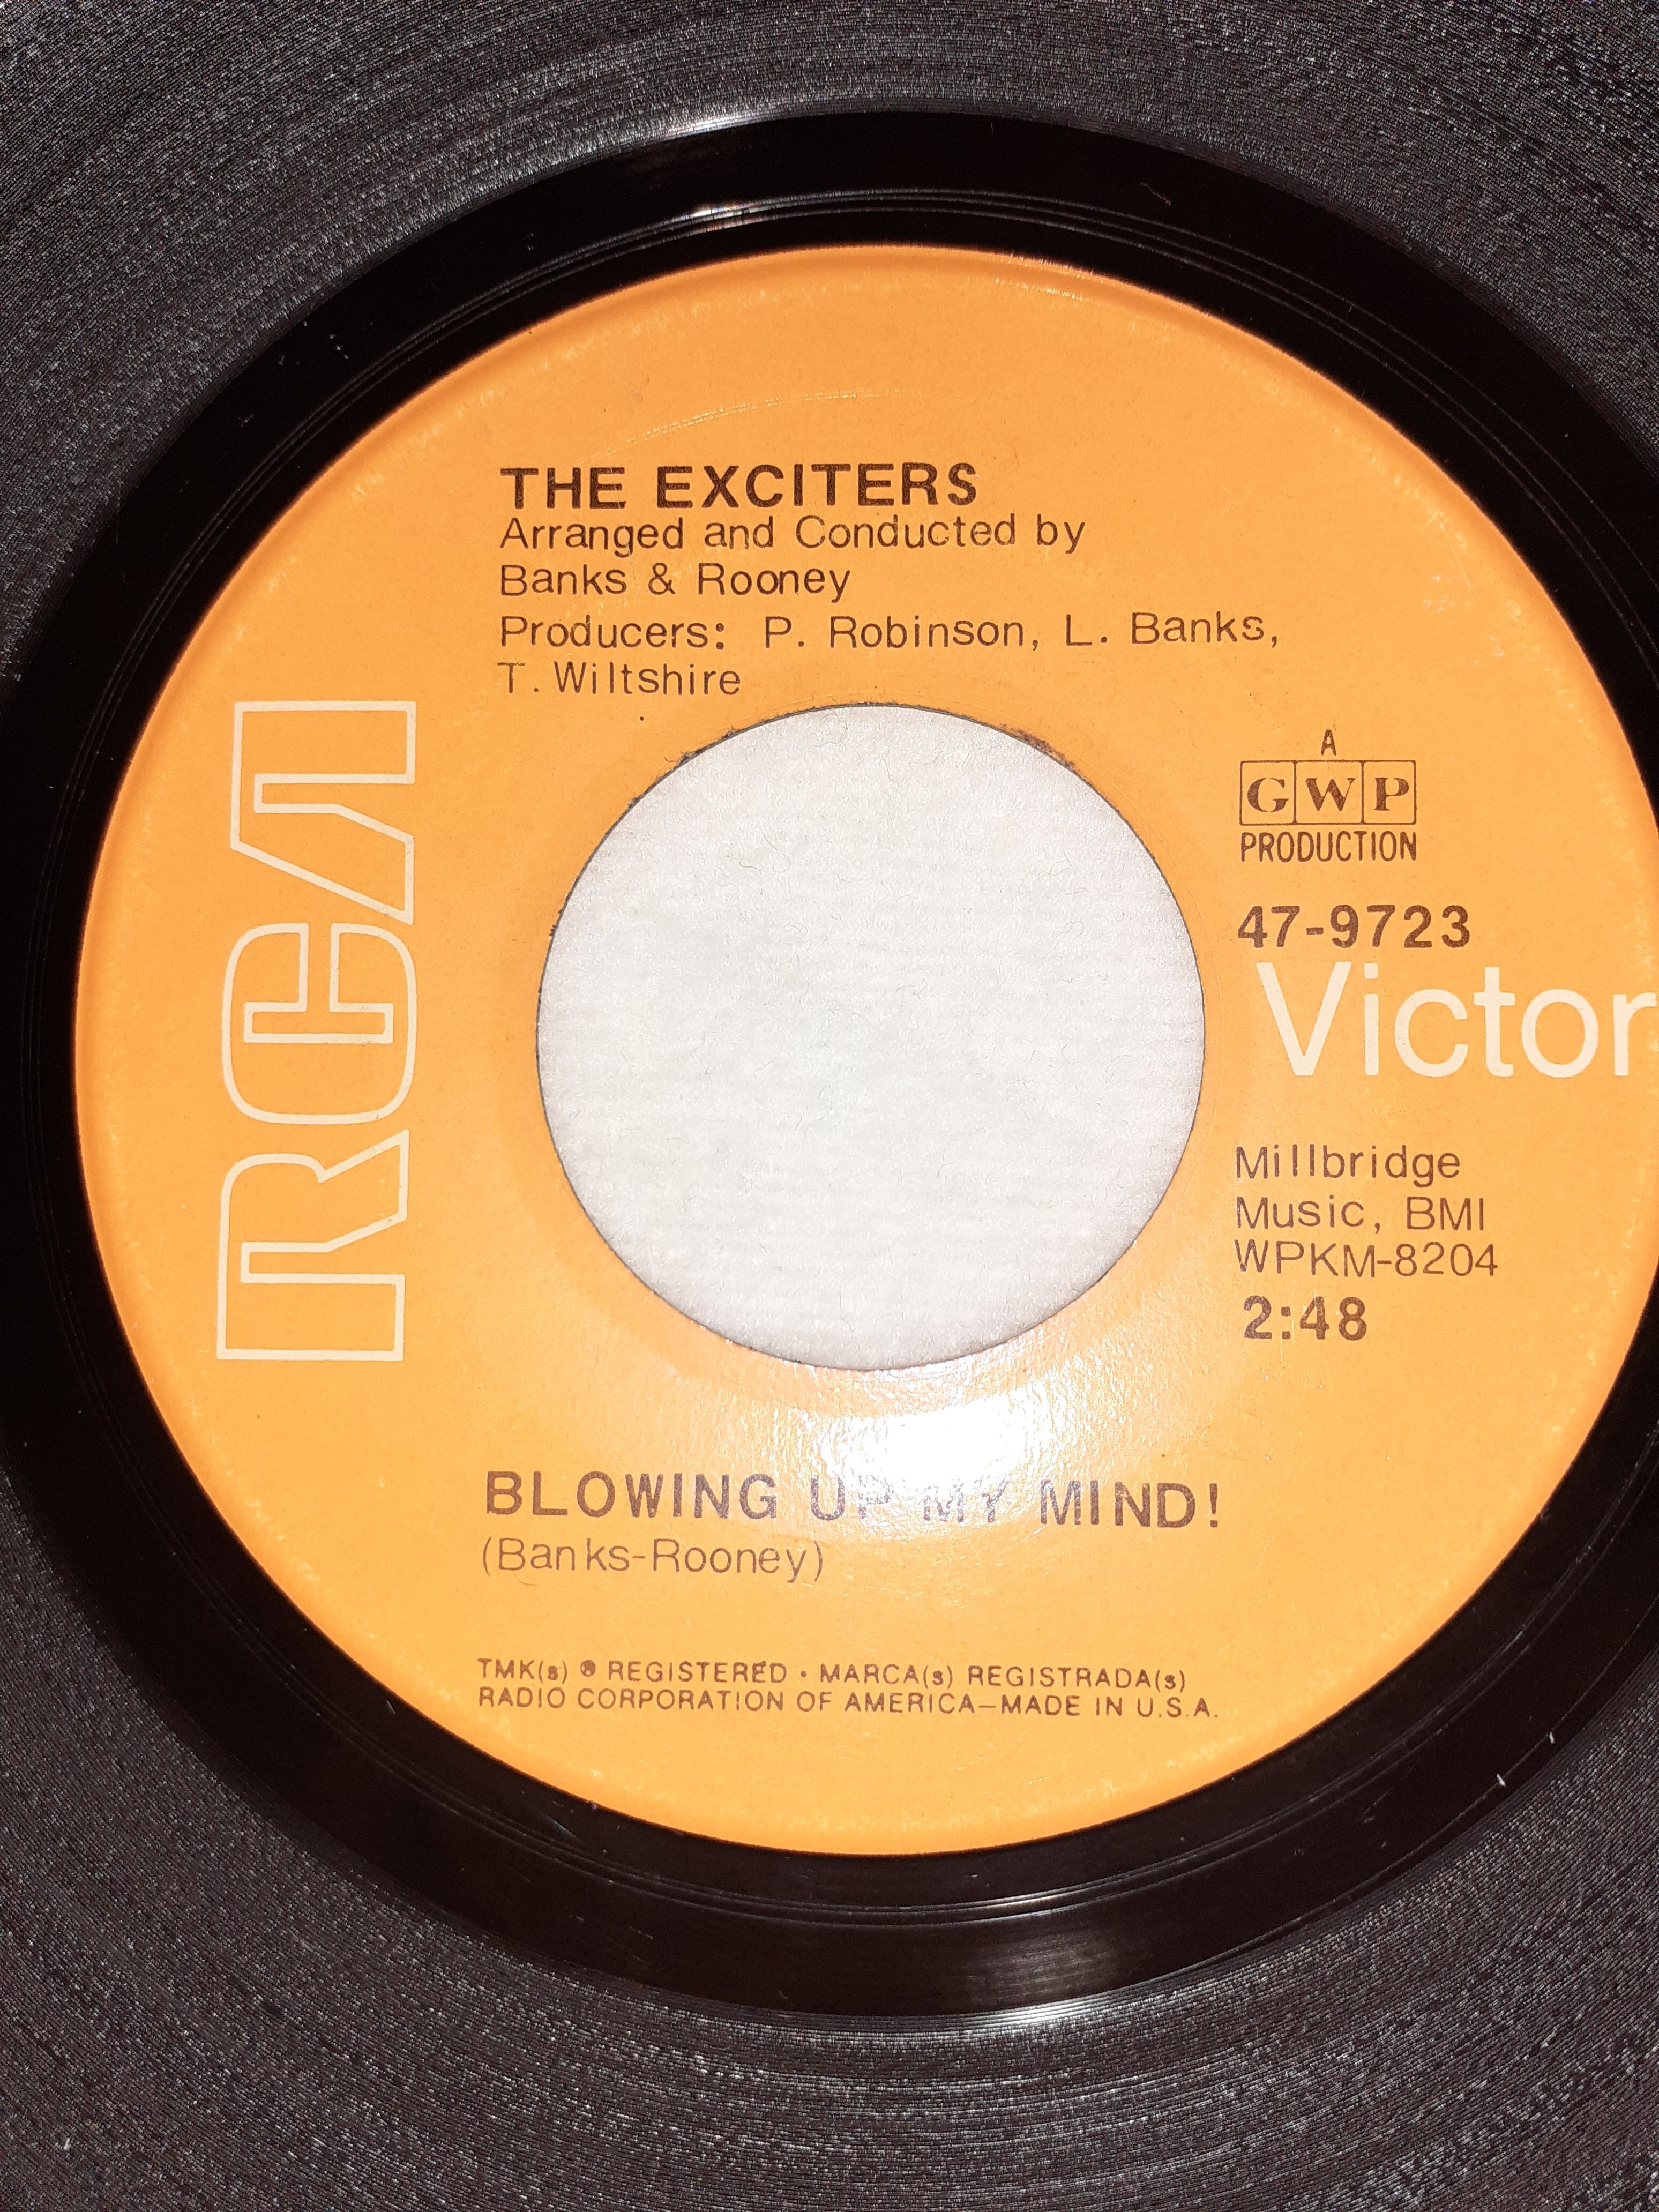 THE EXCITERS
Arranged and Conducted by
Banks & Rooney
Producers: P. Robinson, L. Banks,
T. Wiltshire
RCA
A
GWP
PRODUCTION
47-9723
Victor
Millbridge
Music, BMI
WPKM-8204
2:48
BLOWING UP MY MIND!
(Banks-Rooney)
TMK(s) ® REGISTERED • MARCA(s) REGISTRADA(s)
RADIO CORPORATION OF AMERICA—MADE IN U.S.A.